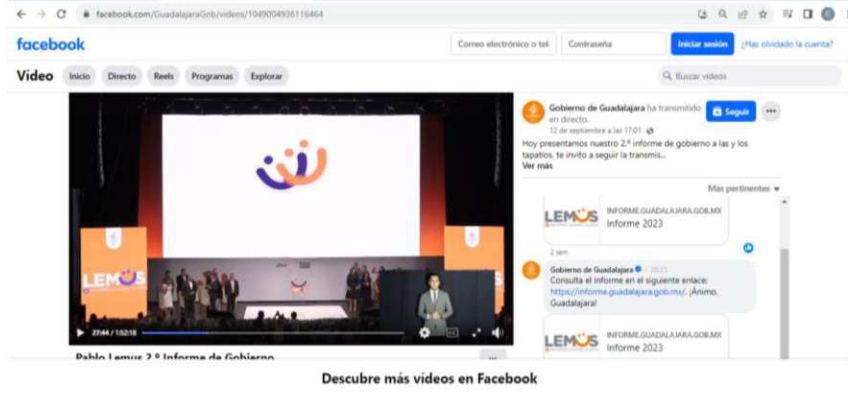 facebook.com/GuadalajaraGob/videos/1049004936116464
facebook
Correo electrónico o tel
Contraseña
Iniciar sesión
¿Has olvidado la cuenta?
Vídeo
Inicio
Directo
Reels
Programas
Explorar
Buscar vídeos
LEMUS
27:44 / 1:52:18
Pablo Lemus 2.º Informe de Gobierno
Gobierno de Guadalajara ha transmitido
en directo.
12 de septiembre a las 17:01
Seguir
Hoy presentamos nuestro 2.º informe de gobierno a las y los
tapatíos, te invito a seguir la transmis...
Ver más
Más pertinentes
LEMUS
INFORME.GUADALAJARA.GOB.MX
Informe 2023
2 sem
Gobierno de Guadalajara
Consulta el informe en el siguiente enlace:
https://informe.guadalajara.gob.mx/. ¡Ánimo,
Guadalajara!
LEMUS
INFORME.GUADALAJARA.GOB.MX
Informe 2023
Descubre más vídeos en Facebook